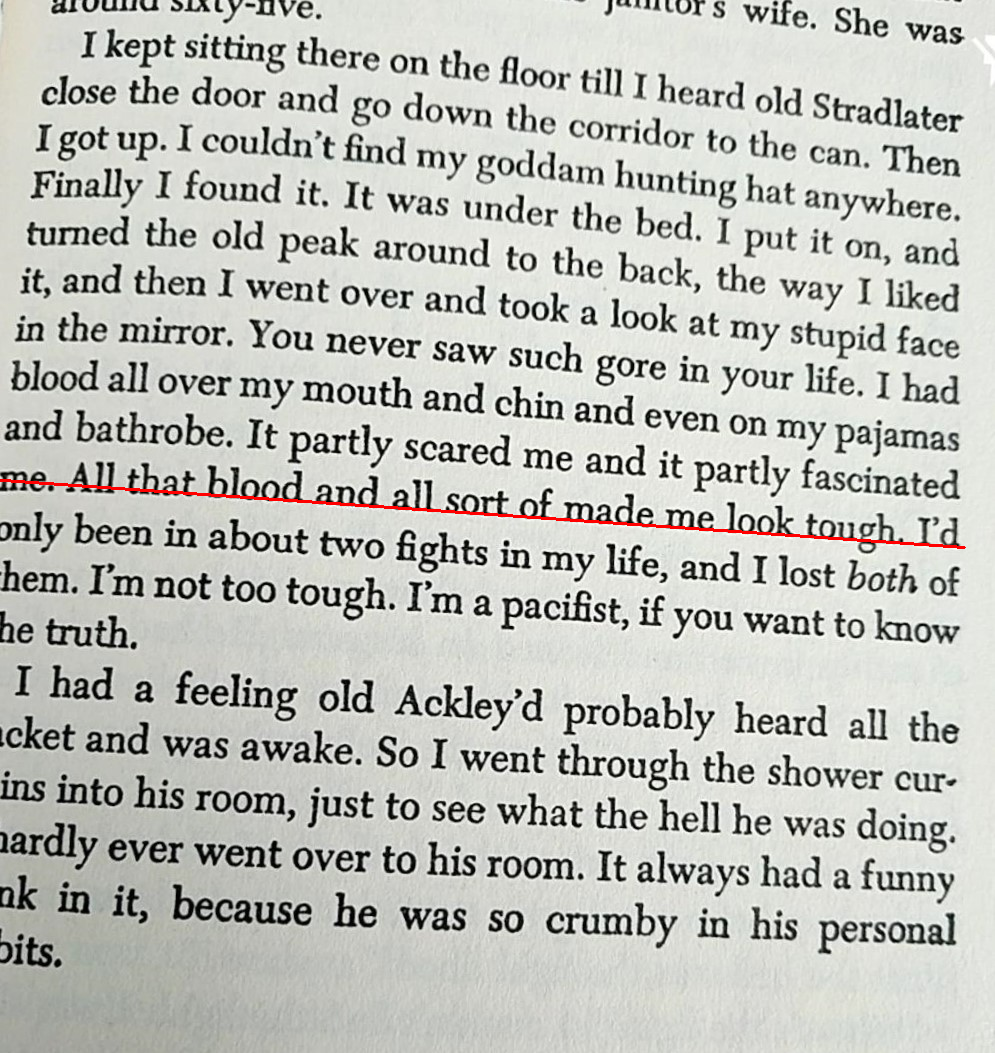 around sixty-five.
janitor's wife. She was
I kept sitting there on the floor till I heard old Stradlater
close the door and go down the corridor to the can. Then
I got up. I couldn't find my goddam hunting hat anywhere.
Finally I found it. It was under the bed. I put it on, and
turned the old peak around to the back, the way I liked
it, and then I went over and took a look at my stupid face
in the mirror. You never saw such gore in your life. I had
blood all over my mouth and chin and even on my pajamas
and bathrobe. It partly scared me and it partly fascinated
me. All that blood and all sort of made me look tough. I'd
only been in about two fights in my life, and I lost both of
hem. I'm not too tough. I'm a pacifist, if you want to know
he truth.
I had a feeling old Ackley'd probably heard all the
cket and was awake. So I went through the shower cur-
ins into his room, just to see what the hell he was doing.
hardly ever went over to his room. It always had a funny
nk in it, because he was so crumby in his personal
bits.